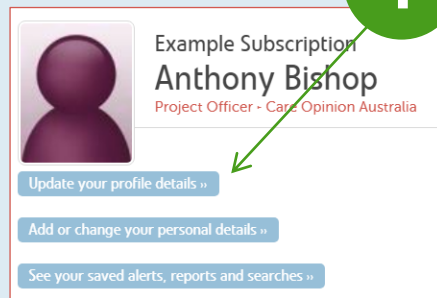 Example Subscription
Anthony Bishop
Project Officer - Care Opinion Australia
Update your profile details »
Add or change your personal details »
See your saved alerts, reports and searches »